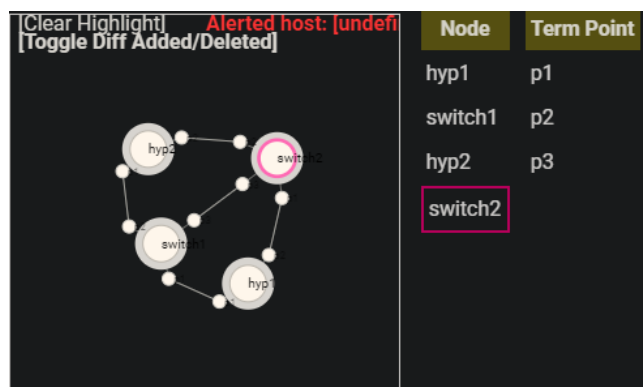 [Clear Highlight] Alerted host: [undefi
[Toggle Diff Added/Deleted]
Node Term Point
hyp1 p1
switch1 p2
hyp2 p3
switch2
hyp2
switch2
switch1
hyp1